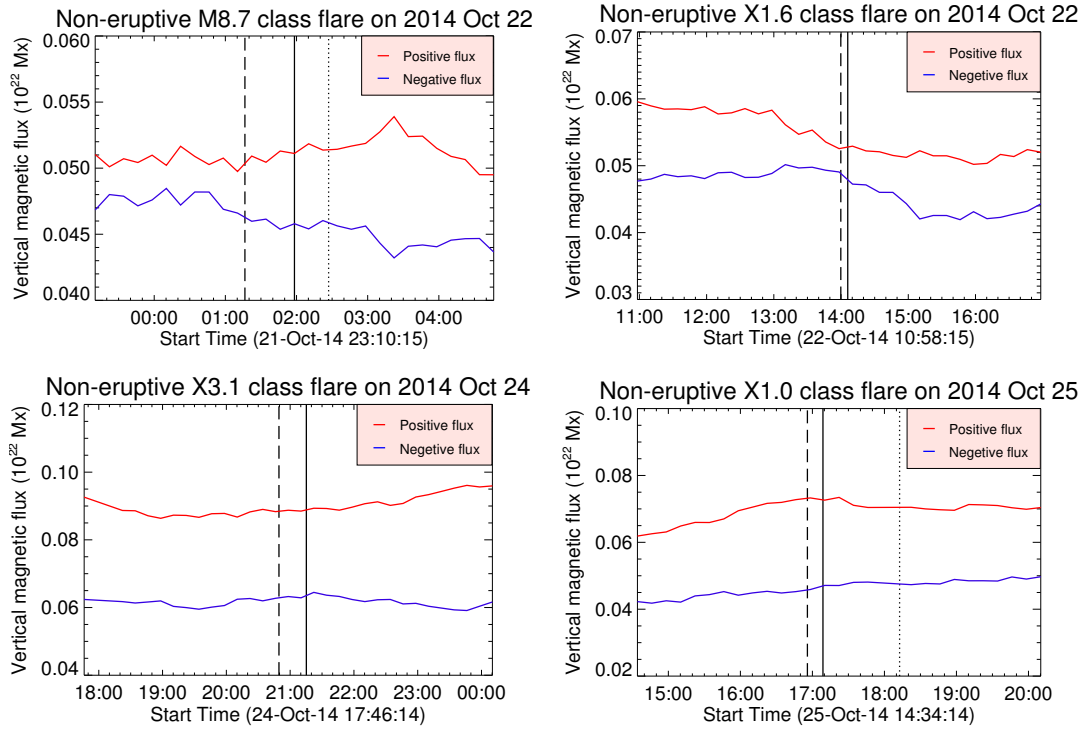 Non-eruptive M8.7 class flare on 2014 Oct 22
Vertical magnetic flux (10²² Mx)
0.060
0.055
0.050
0.045
0.040
Positive flux
Negative flux
00:00 01:00 02:00 03:00 04:00
Start Time (21-Oct-14 23:10:15)
Non-eruptive X1.6 class flare on 2014 Oct 22
Vertical magnetic flux (10²² Mx)
0.07
0.06
0.05
0.04
0.03
Positive flux
Negetive flux
11:00 12:00 13:00 14:00 15:00 16:00
Start Time (22-Oct-14 10:58:15)
Non-eruptive X3.1 class flare on 2014 Oct 24
Vertical magnetic flux (10²² Mx)
0.12
0.10
0.08
0.06
0.04
Positive flux
Negetive flux
18:00 19:00 20:00 21:00 22:00 23:00 00:00
Start Time (24-Oct-14 17:46:14)
Non-eruptive X1.0 class flare on 2014 Oct 25
Vertical magnetic flux (10²² Mx)
0.10
0.08
0.06
0.04
0.02
Positive flux
Negetive flux
15:00 16:00 17:00 18:00 19:00 20:00
Start Time (25-Oct-14 14:34:14)